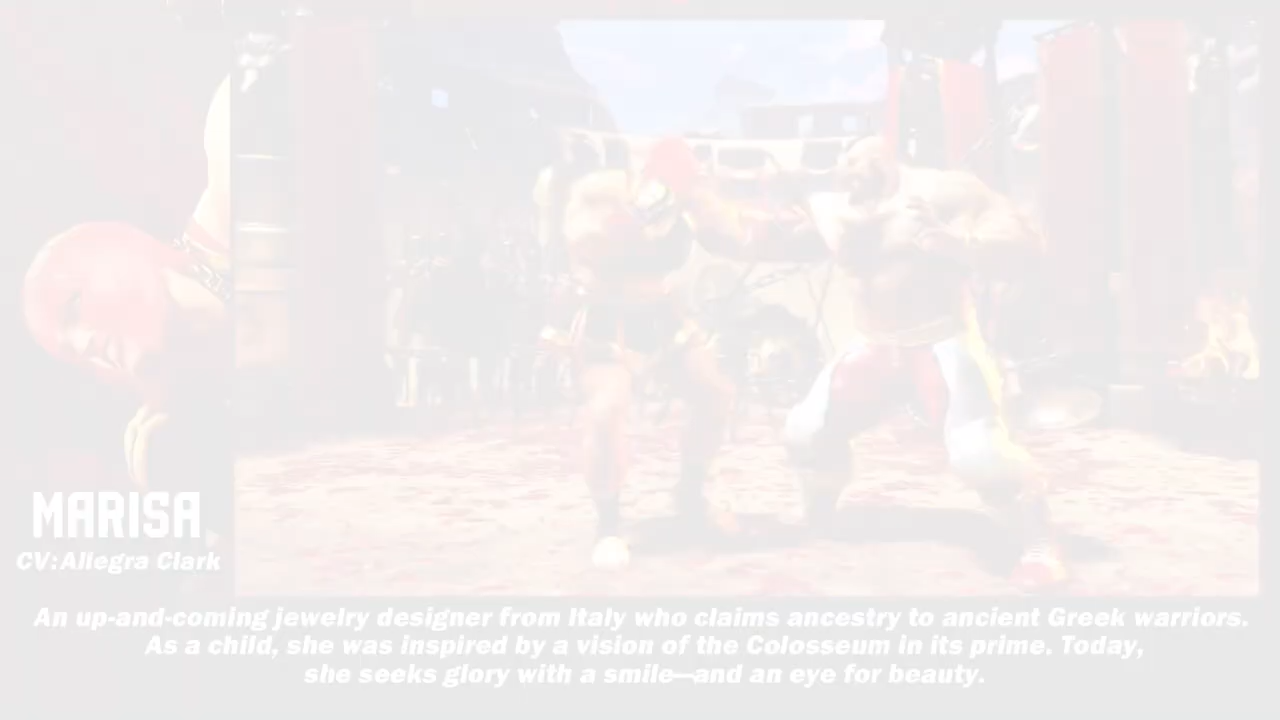 MARISA
CV:Allegra Clark
An up-and-coming jewelry designer from Italy who claims ancestry to ancient Greek warriors.
As a child, she was inspired by a vision of the Colosseum in its prime. Today,
she seeks glory with a smile—and an eye for beauty.